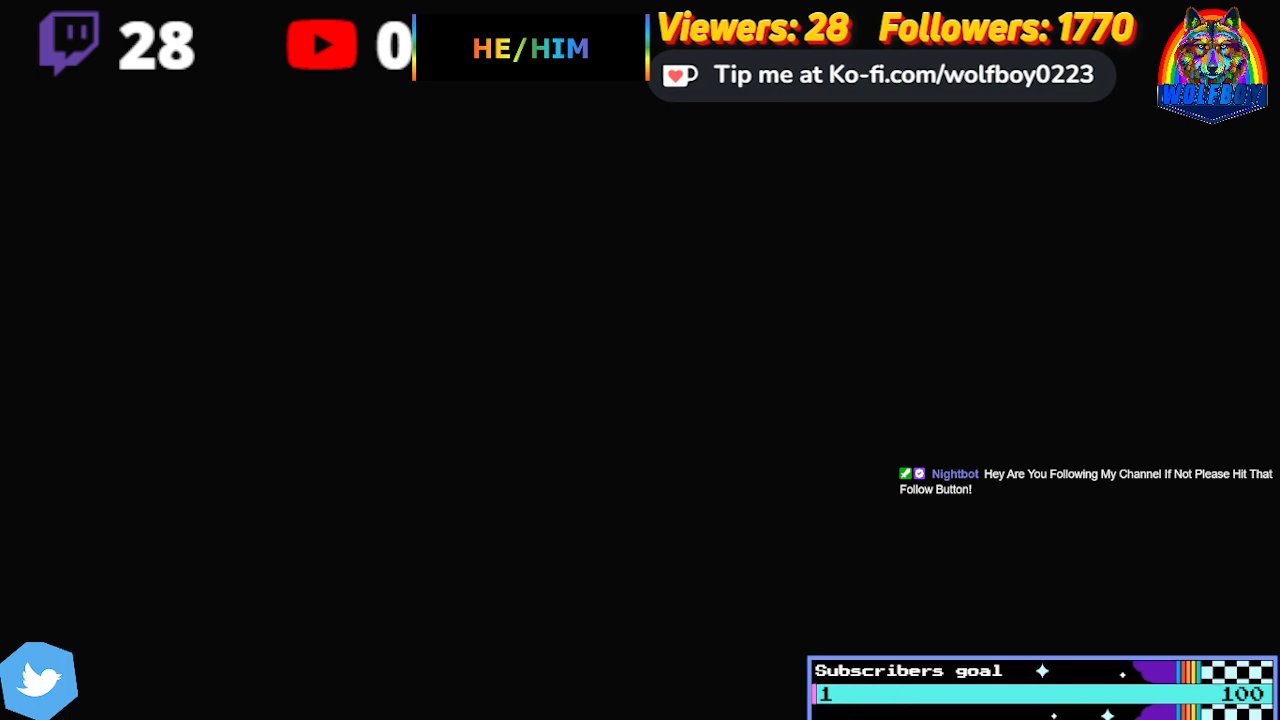 28
0
HE/HIM
Viewers: 28 Followers: 1770
Tip me at Ko-fi.com/wolfboy0223
WOLFBOY
Nightbot Hey Are You Following My Channel If Not Please Hit That
Follow Button!
Subscribers goal
1 100